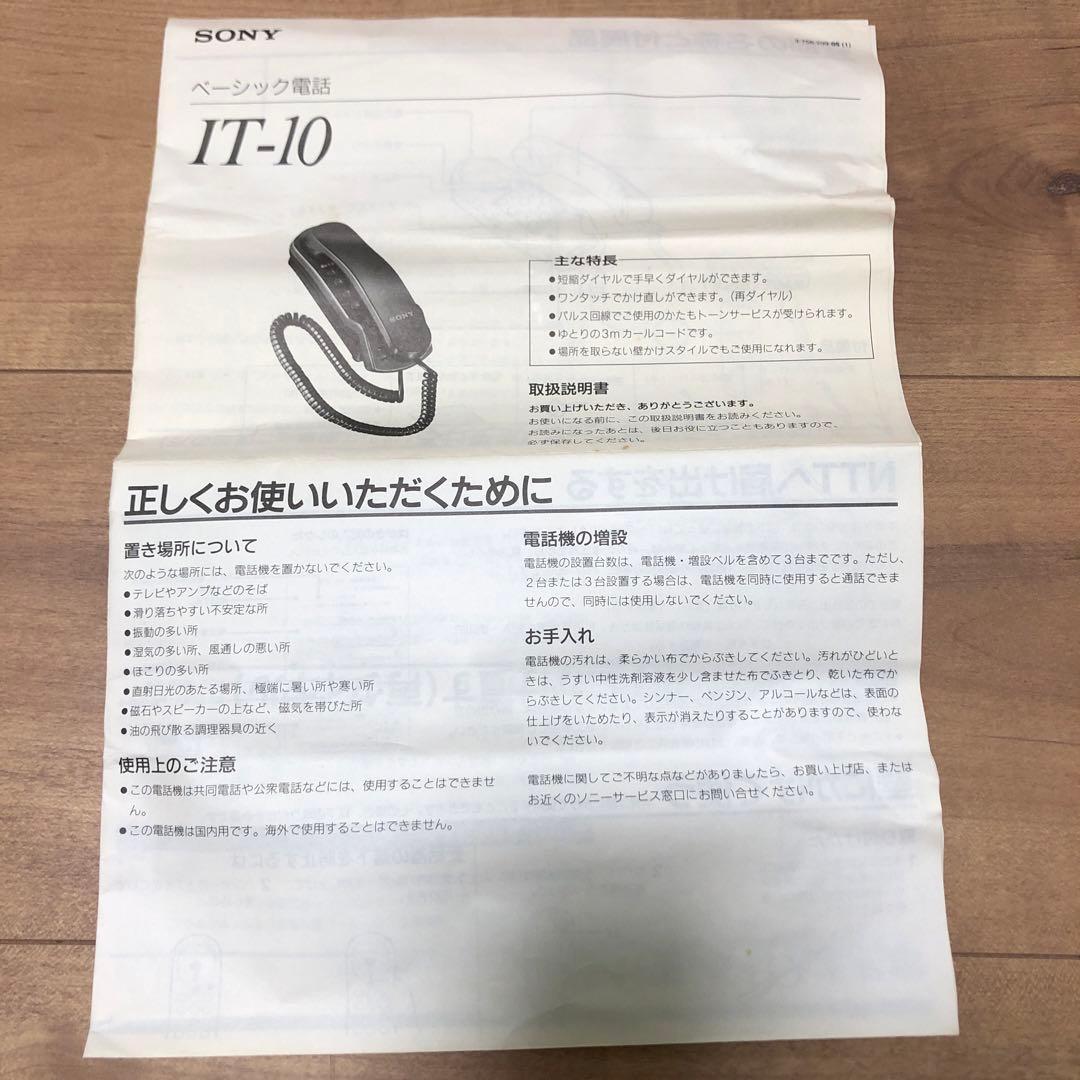 SONY
ベーシック電話
IT-10
SONY
主な特長
●短縮ダイヤルで手早くダイヤルができます。
●ワンタッチでかけ直しができます。(再ダイヤル)
●パルス回線でご使用のかたもトーンサービスが受けられます。
●ゆとりの3mカールコードです。
●場所を取らない壁かけスタイルでもご使用になれます。
取扱説明書
お買い上げいただき、ありがとうございます。
お使いになる前に、この取扱説明書をお読みください。
お読みになったあとは、後日お役に立つこともありますので、
必ず保存してください。
正しくお使いいただくために
置き場所について
次のような場所には、電話機を置かないでください。
●テレビやアンプなどのそば
●滑り落ちやすい不安定な所
●振動の多い所
●湿気の多い所、風通しの悪い所
●ほこりの多い所
●直射日光のあたる場所、極端に暑い所や寒い所
●磁石やスピーカーの上など、磁気を帯びた所
●油の飛び散る調理器具の近く
使用上のご注意
●この電話機は共同電話や公衆電話などには、使用することはできませ
ん。
●この電話機は国内用です。海外で使用することはできません。
電話機の増設
電話機の設置台数は、電話機・増設ベルを含めて3台までです。ただし、
2台または3台設置する場合は、電話機を同時に使用すると通話できま
せんので、同時には使用しないでください。
お手入れ
電話機の汚れは、柔らかい布でからぶきしてください。汚れがひどいと
きは、うすい中性洗剤溶液を少し含ませた布でふきとり、乾いた布でか
らぶきしてください。シンナー、ベンジン、アルコールなどは、表面の
仕上げをいためたり、表示が消えたりすることがありますので、使わな
いでください。
電話機に関してご不明な点などがありましたら、お買い上げ店、または
お近くのソニーサービス窓口にお問い合せください。